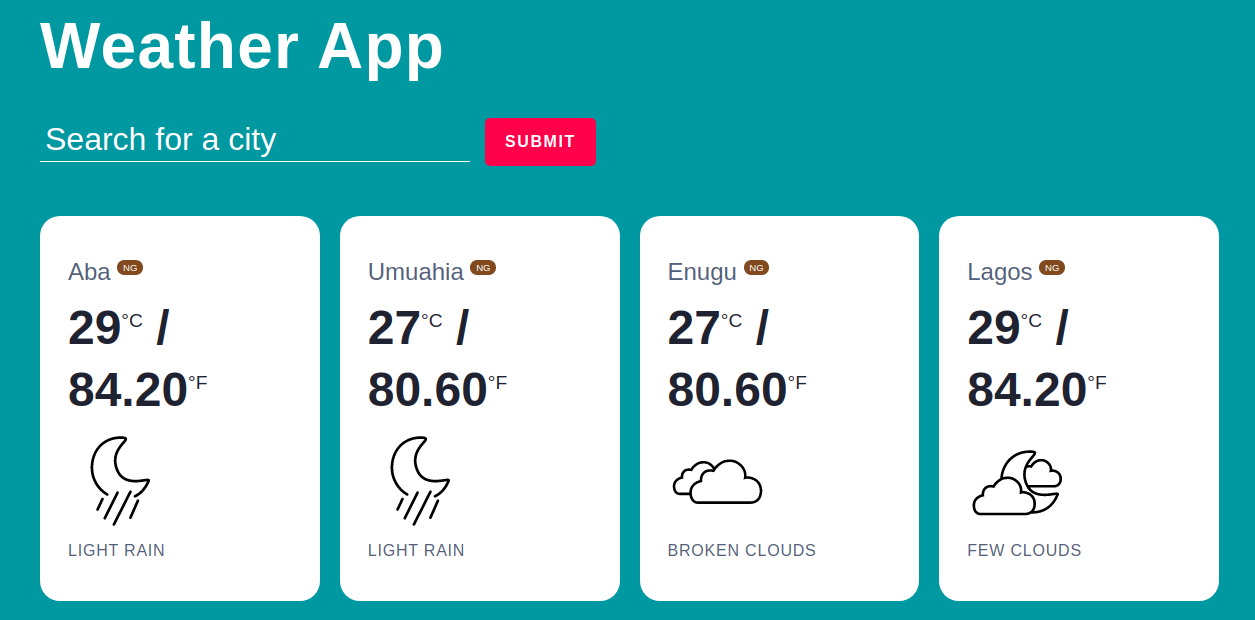 Weather App
Search for a city
SUBMIT
Aba NG
29°C /
84.20°F
LIGHT RAIN
Umuahia NG
27°C /
80.60°F
LIGHT RAIN
Enugu NG
27°C /
80.60°F
BROKEN CLOUDS
Lagos NG
29°C /
84.20°F
FEW CLOUDS